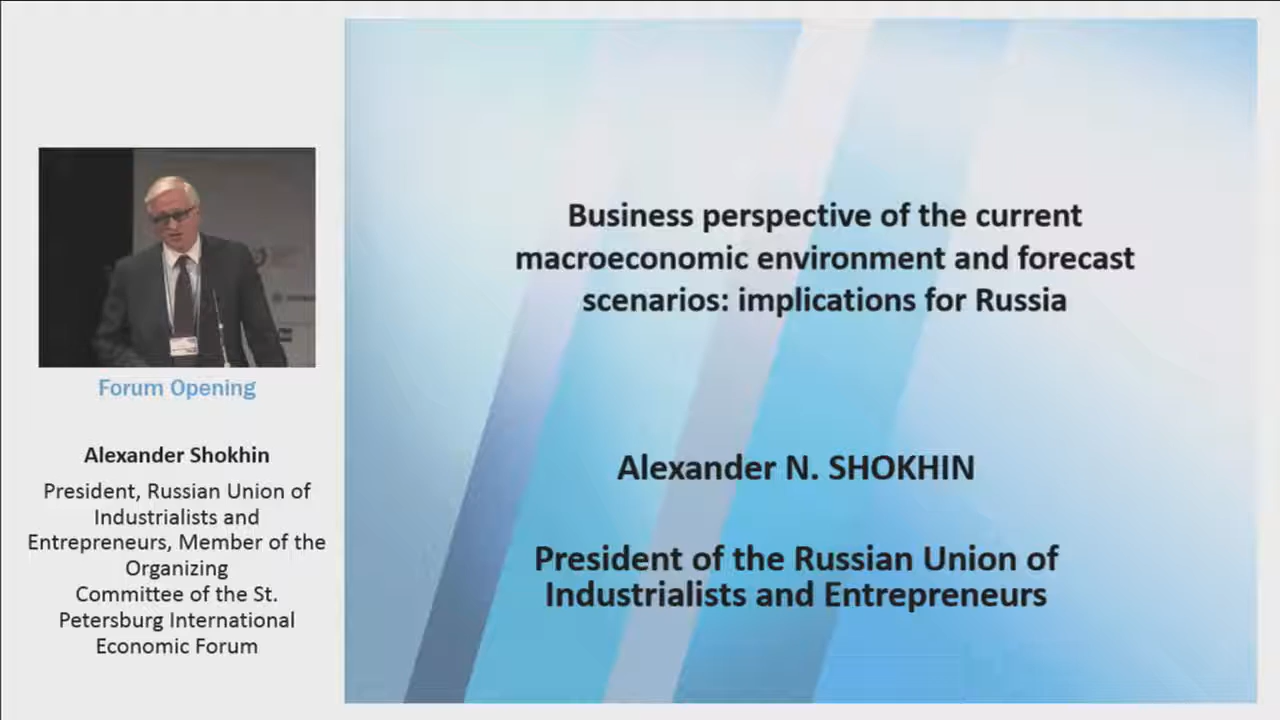 Forum Opening
Alexander Shokhin
President, Russian Union of
Industrialists and
Entrepreneurs, Member of the
Organizing
Committee of the St.
Petersburg International
Economic Forum
Business perspective of the current
macroeconomic environment and forecast
scenarios: implications for Russia
Alexander N. SHOKHIN
President of the Russian Union of
Industrialists and Entrepreneurs